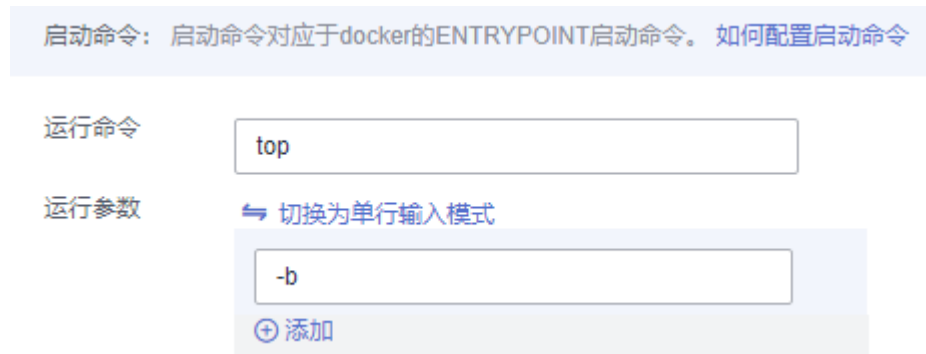 启动命令： 启动命令对应于docker的ENTRYPOINT启动命令。 如何配置启动命令
运行命令
top
运行参数
切换为单行输入模式
-b
添加